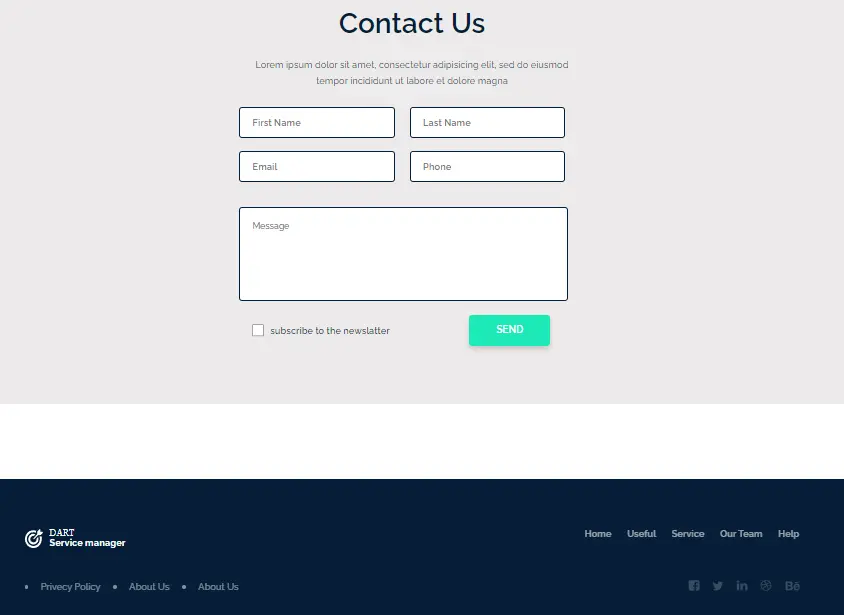 Contact Us
Lorem ipsum dolor sit amet, consectetur adipisicing elit, sed do eiusmod
tempor incididunt ut labore et dolore magna
First Name
Last Name
Email
Phone
Message
subscribe to the newslatter
SEND
DART
Service manager
Home Useful Service Our Team Help
Privecy Policy
About Us
About Us